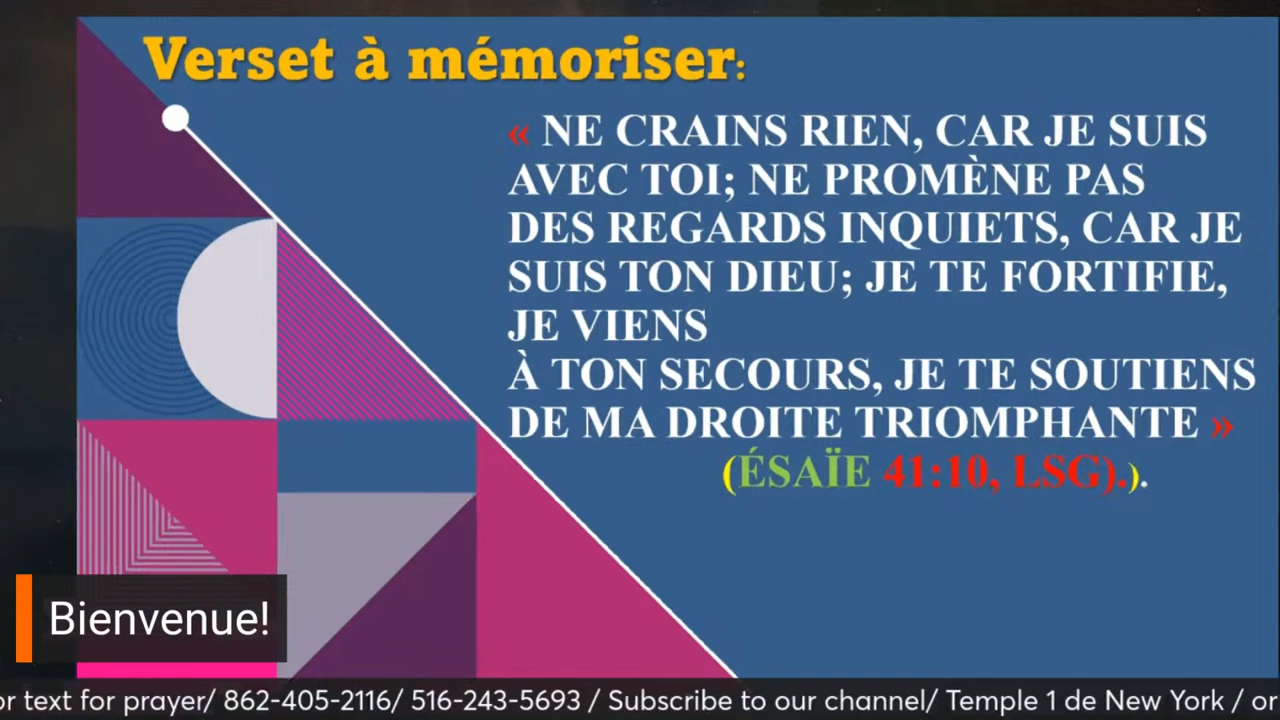 Verset à mémoriser:
« NE CRAINS RIEN, CAR JE SUIS
AVEC TOI; NE PROMÈNE PAS
DES REGARDS INQUIETS, CAR JE
SUIS TON DIEU; JE TE FORTIFIE,
JE VIENS
À TON SECOURS, JE TE SOUTIENS
DE MA DROITE TRIOMPHANTE »
(ÉSAÏE 41:10, LSG).).
Bienvenue!
or text for prayer/ 862-405-2116/ 516-243-5693 / Subscribe to our channel/ Temple 1 de New York / or